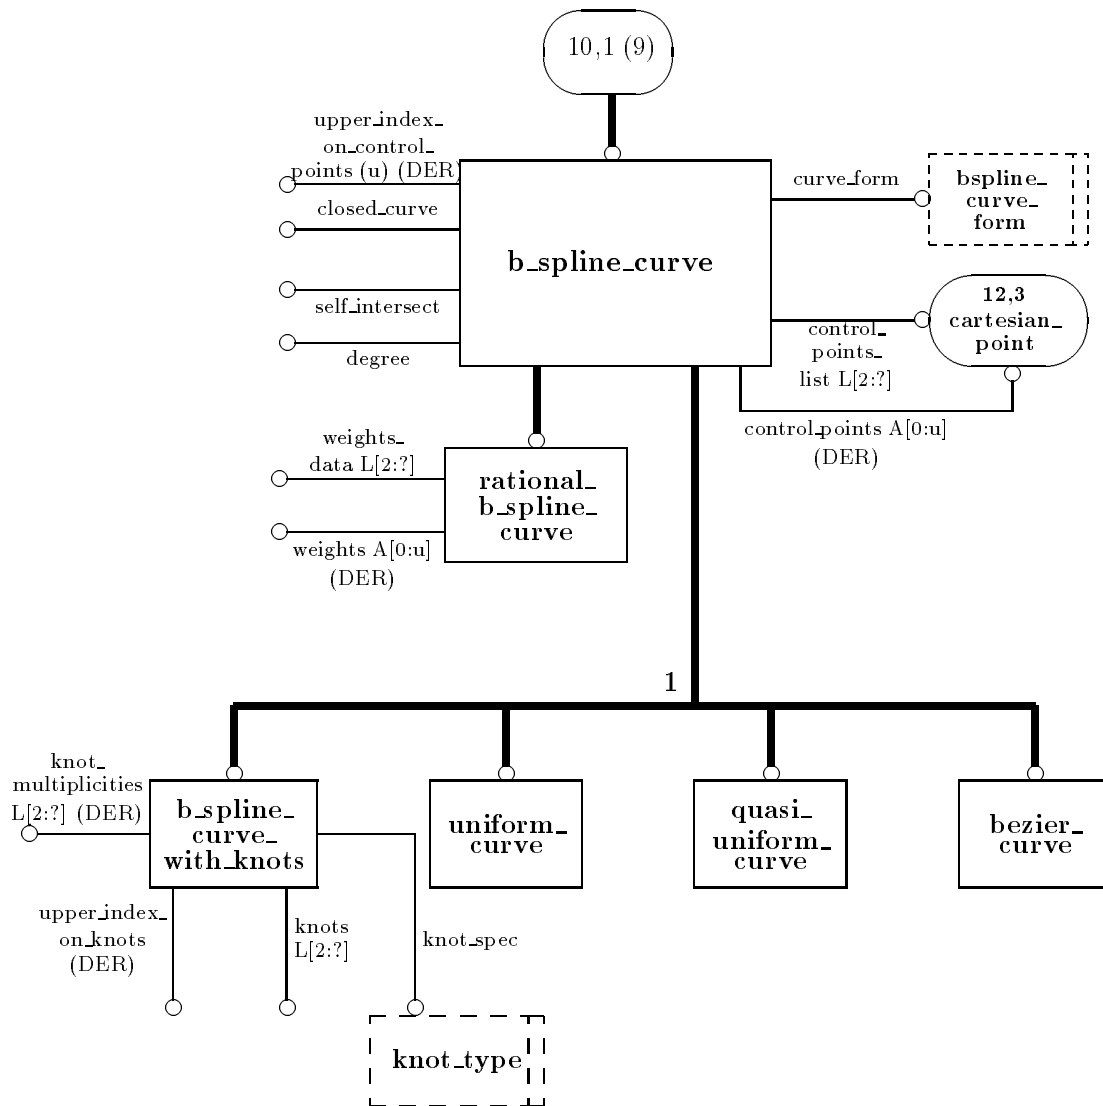 10,1 (9)
upper_index_
on_control_
points (u) (DER)
closed_curve
self_intersect
degree
b_spline_curve
curve_form
bspline_
curve_
form
12,3
cartesian_
point
control_
points_
list L[2:?]
control_points A[0:u]
(DER)
weights_
data L[2:?]
weights A[0:u]
(DER)
rational_
b_spline_
curve
1
knot_
multiplicities
L[2:?] (DER)
b_spline_
curve_
with_knots
uniform_
curve
quasi_
uniform_
curve
bezier_
curve
upper_index_
on_knots
(DER)
knots
L[2:?]
knot_spec
knot_type